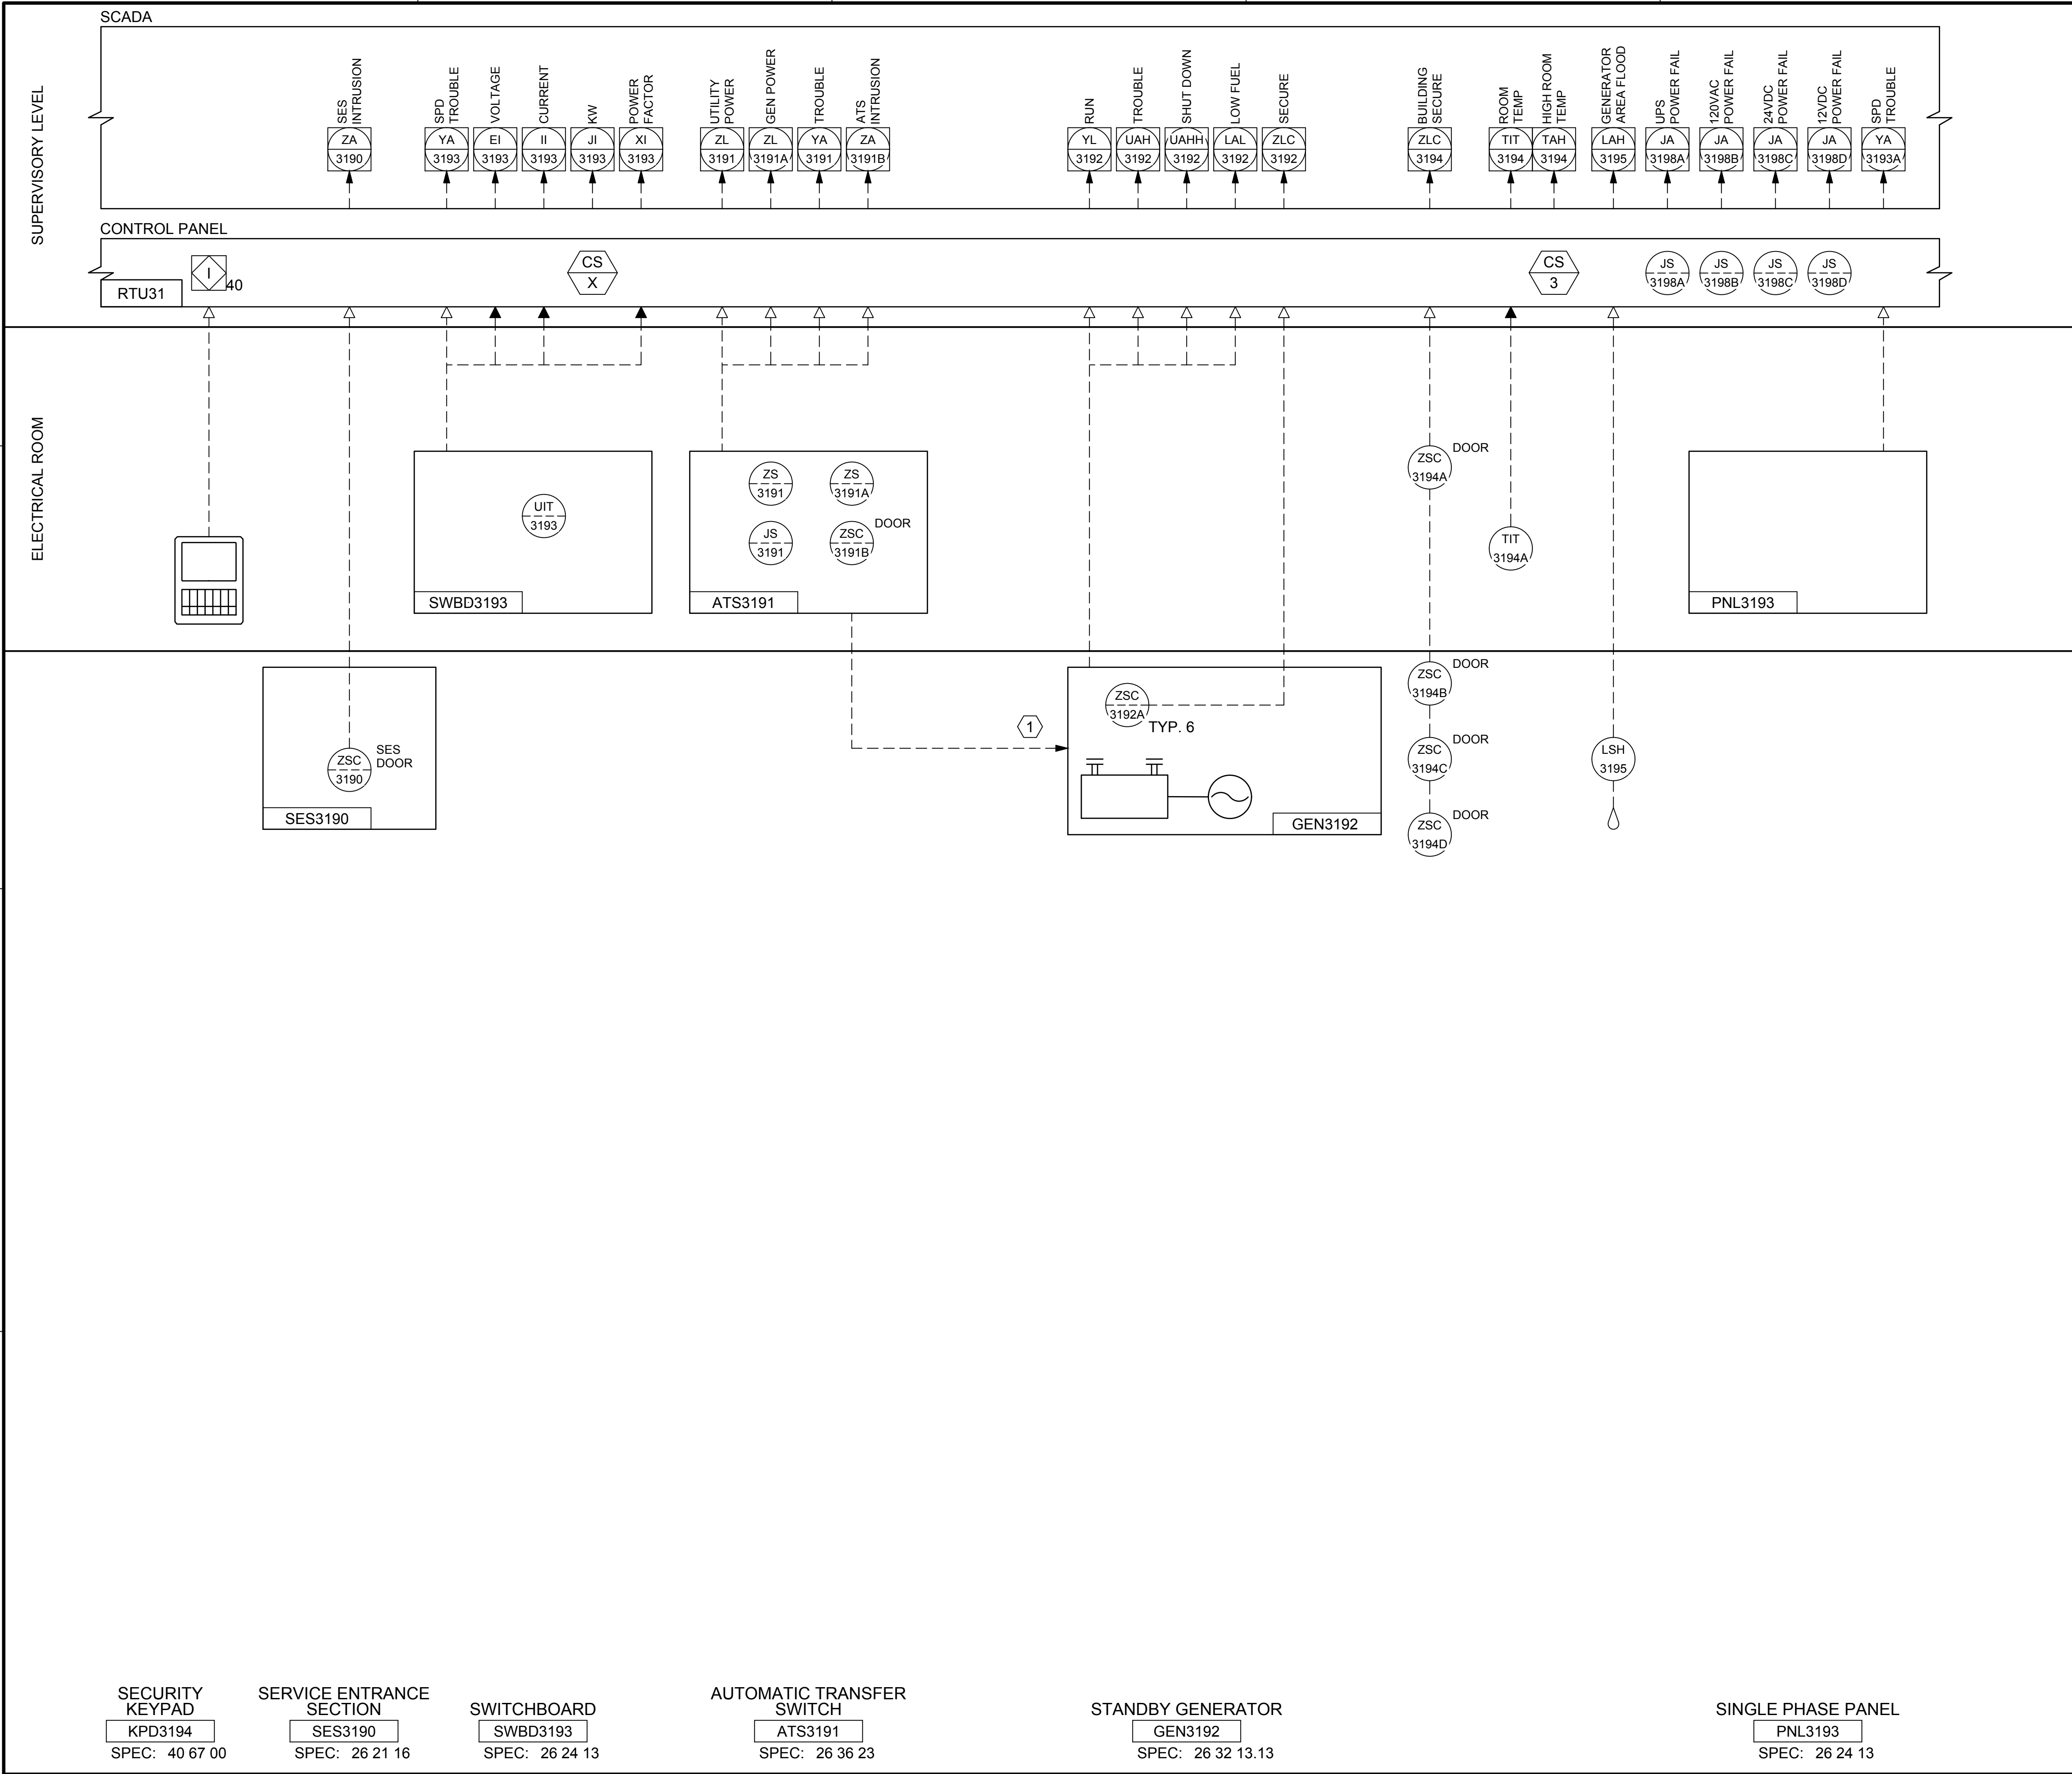 SCADA
SUPERVISORY LEVEL
SES
INTRUSION
ZA
3190
SPD
TROUBLE
YA
3193
VOLTAGE
EI
3193
CURRENT
II
3193
KW
JI
3193
POWER
FACTOR
XI
3193
UTILITY
POWER
ZL
3191
GEN POWER
ZL
3191A
TROUBLE
YA
3191
ATS
INTRUSION
ZA
3191B
RUN
YL
3192
TROUBLE
UAH
3192
SHUT DOWN
UAHH
3192
LOW FUEL
LAL
3192
SECURE
ZLC
3192
BUILDING
SECURE
ZLC
3194
ROOM
TEMP
TIT
3194
HIGH ROOM
TEMP
TAH
3194
GENERATOR
AREA FLOOD
LAH
3195
UPS
POWER FAIL
JA
3198A
120VAC
POWER FAIL
JA
3198B
24VDC
POWER FAIL
JA
3198C
12VDC
POWER FAIL
JA
3198D
SPD
TROUBLE
YA
3193A
CONTROL PANEL
RTU31
I
40
CS
X
CS
3
JS
3198A
JS
3198B
JS
3198C
JS
3198D
ELECTRICAL ROOM
UIT
3193
SWBD3193
ZS
3191
ZS
3191A
JS
3191
ZSC
3191B
DOOR
ATS3191
ZSC
3194A
DOOR
TIT
3194A
PNL3193
ZSC
3190
SES
DOOR
SES3190
1
ZSC
3192A
TYP. 6
GEN3192
ZSC
3194B
DOOR
ZSC
3194C
DOOR
ZSC
3194D
DOOR
LSH
3195
SECURITY
KEYPAD
KPD3194
SPEC: 40 67 00
SERVICE ENTRANCE
SECTION
SES3190
SPEC: 26 21 16
SWITCHBOARD
SWBD3193
SPEC: 26 24 13
AUTOMATIC TRANSFER
SWITCH
ATS3191
SPEC: 26 36 23
STANDBY GENERATOR
GEN3192
SPEC: 26 32 13.13
SINGLE PHASE PANEL
PNL3193
SPEC: 26 24 13